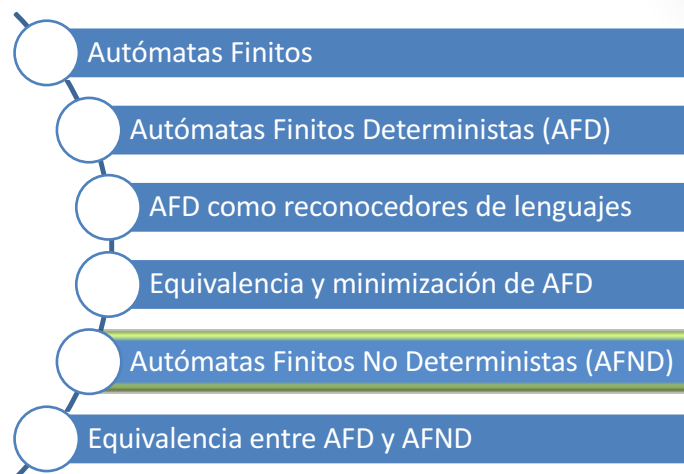 Autómatas Finitos
Autómatas Finitos Deterministas (AFD)
AFD como reconocedores de lenguajes
Equivalencia y minimización de AFD
Autómatas Finitos No Deterministas (AFND)
Equivalencia entre AFD y AFND